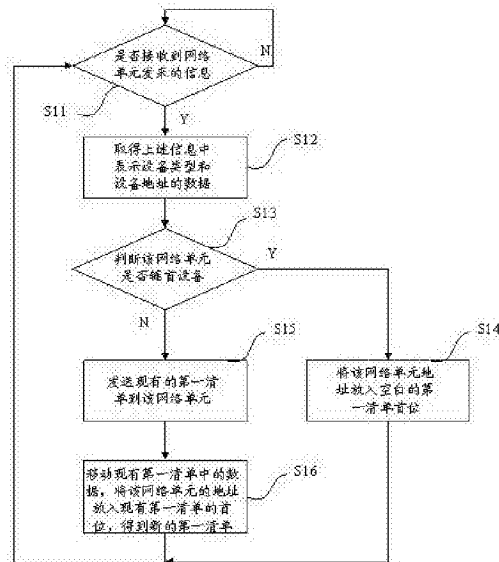 是否接收到网络
单元发来的信息
N
S11
Y
取得上述信息中
表示设备类型和
设备地址的数据
S12
S13
判断该网络单元
是否链首设备
Y
N
S15
S14
发送现有的第一清
单到该网络单元
将该网络单元地
址放入空白的第
一清单首位
移动现有第一清单中的数
据，将该网络单元的地址
放入现有第一清单的首
位，得到新的第一清单
S16